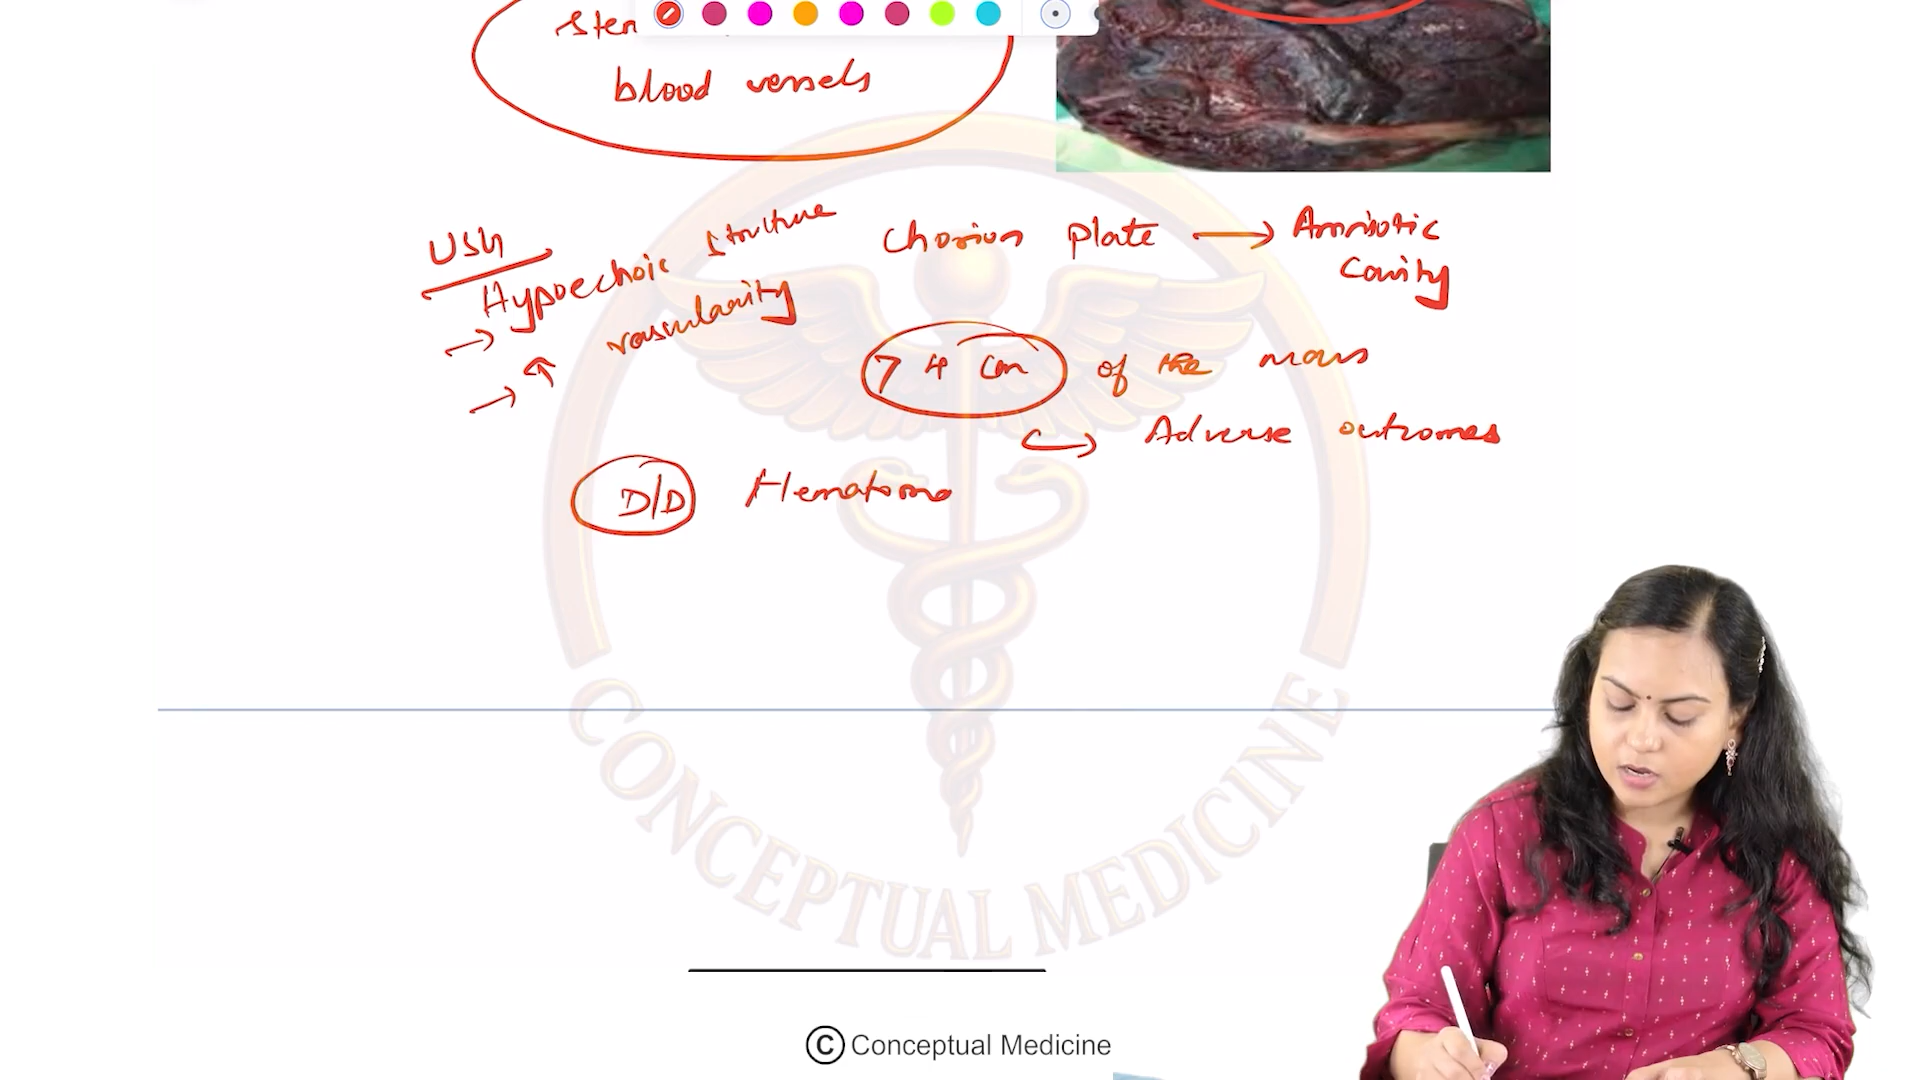 blood vessels
USG
Hypoechoic structure
→ ↑ vascularity
Chorion plate → Amniotic
Cavity
> 4 cm of the mass
↪ Adverse outcomes
D/D Hematoma
CONCEPTUAL MEDICINE
© Conceptual Medicine